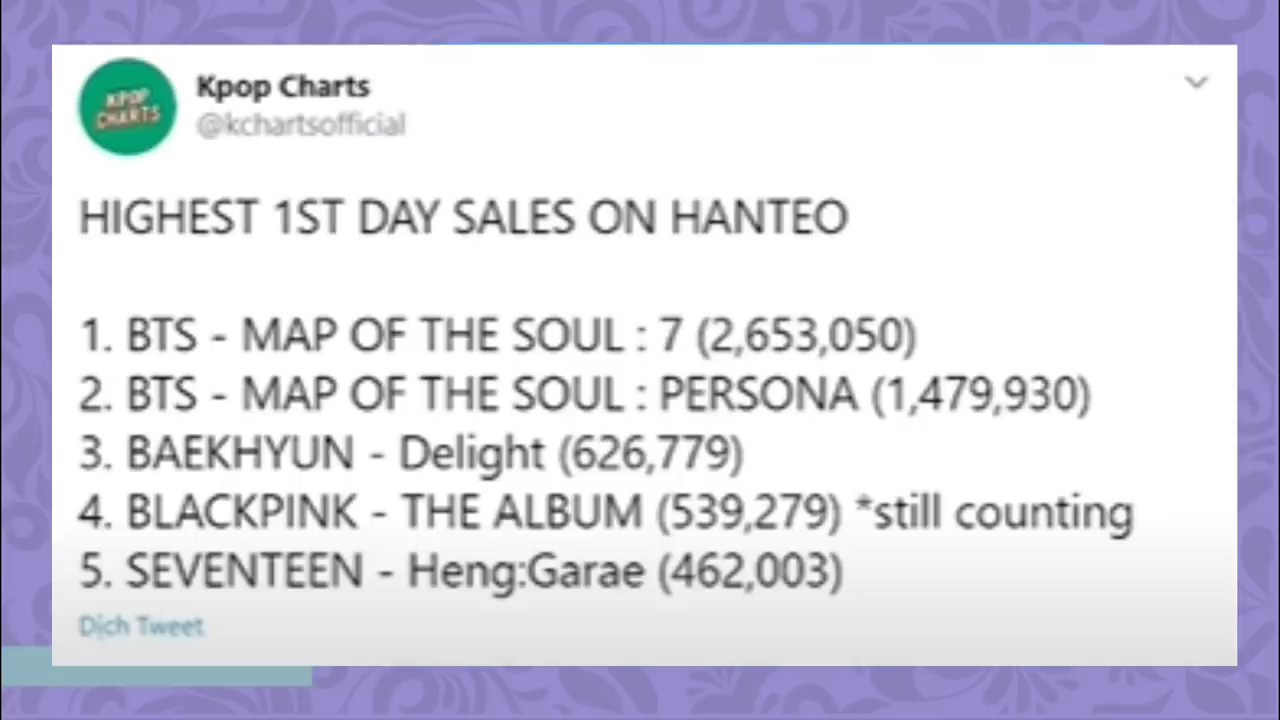 KPOP
CHARTS
Kpop Charts
@kchartsofficial
HIGHEST 1ST DAY SALES ON HANTEO
1. BTS - MAP OF THE SOUL : 7 (2,653,050)
2. BTS - MAP OF THE SOUL : PERSONA (1,479,930)
3. BAEKHYUN - Delight (626,779)
4. BLACKPINK - THE ALBUM (539,279) *still counting
5. SEVENTEEN - Heng:Garae (462,003)
Dịch Tweet